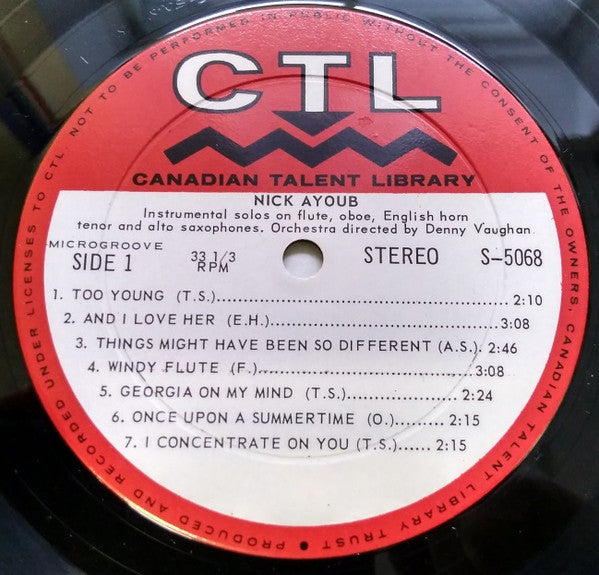 CTL
CANADIAN TALENT LIBRARY
NICK AYOUB
Instrumental solos on flute, oboe, English horn
tenor and alto saxophones. Orchestra directed by Denny Vaughan
MICROGROOVE
SIDE 1 33 1/3 RPM STEREO S-5068
1. TOO YOUNG (T.S.)........ 2:10
2. AND I LOVE HER (E.H.)........ 3:08
3. THINGS MIGHT HAVE BEEN SO DIFFERENT (A.S.). 2:46
4. WINDY FLUTE (F.)........ 3:08
5. GEORGIA ON MY MIND (T.S.)........ 2:24
6. ONCE UPON A SUMMERTIME (O.)........ 2:15
7. I CONCENTRATE ON YOU (T.S.)...... 2:15
PRODUCED AND RECORDED UNDER LICENSES TO CTL. NOT TO BE PERFORMED IN PUBLIC WITHOUT THE CONSENT OF THE OWNERS, CANADIAN TALENT LIBRARY TRUST •